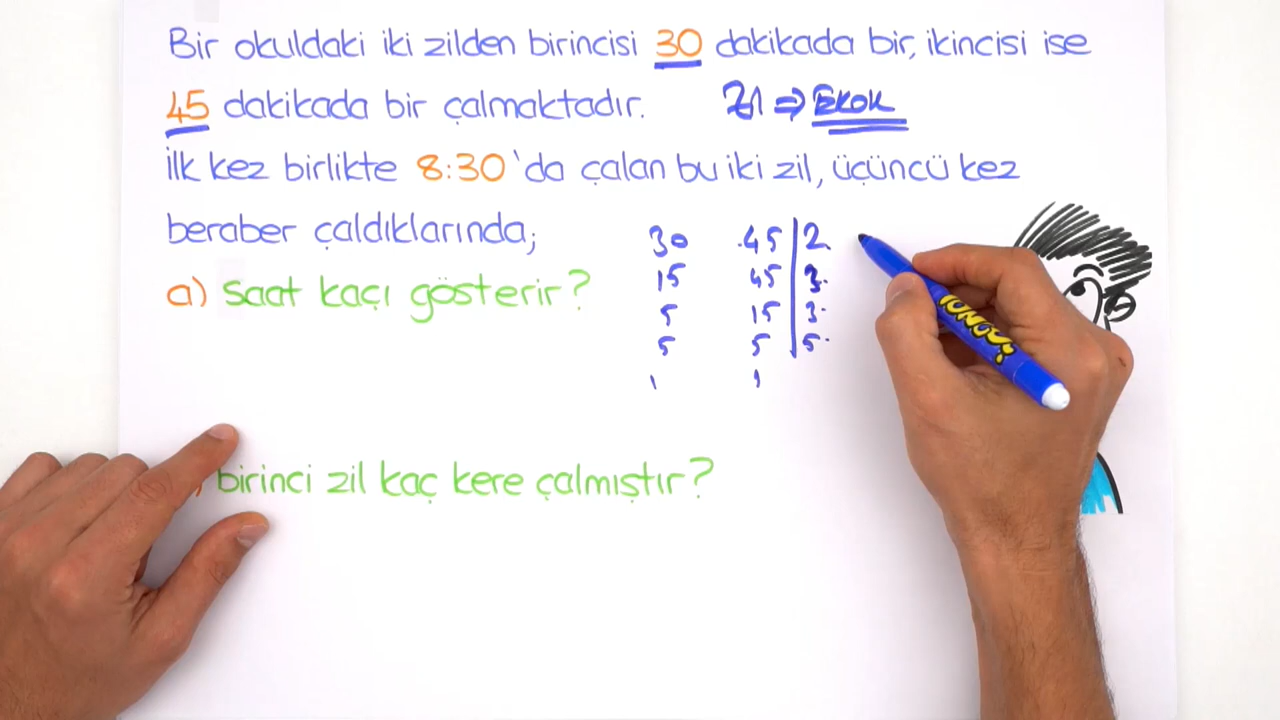 Bir okuldaki iki zilden birincisi 30 dakikada bir, ikincisi ise
45 dakikada bir çalmaktadır. ⇒ EKOK
İlk kez birlikte 8:30'da çalan bu iki zil, üçüncü kez
beraber çaldıklarında;
30 45 | 2
15 45 | 3
5 15 | 3
5 5 | 5
1 1
a) Saat kaçı gösterir?
birinci zil kaç kere çalmıştır?